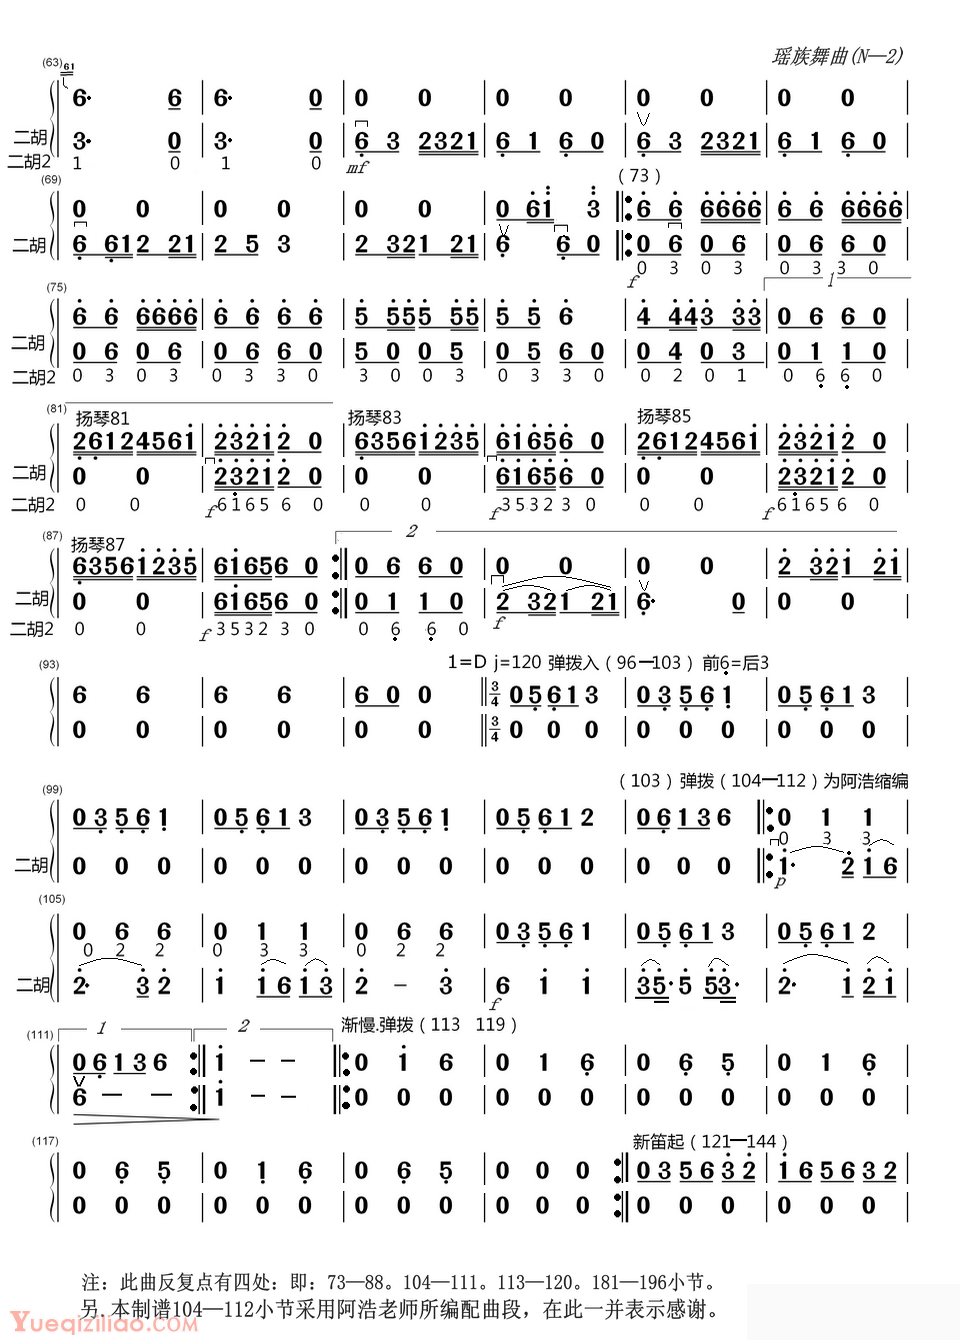 瑶族舞曲(N—2)
(63) 61
6· 6 6· 0 0 0 0 0 0 0 0 0
二胡 3· 0 3· 0 6 3 2321 6 1 6 0 6 3 2321 6 1 6 0
二胡2 1 0 1 0 mf
(69) (73)
0 0 0 0 0 0 0 61 3 6 6 6666 6 6 6666
二胡 6 61 2 21 2 5 3 2 321 21 6 6 0 0 6 0 6 0 6 6 0
f 0 3 0 3 0 3 3 0
(75) 1
6 6 6666 6 6 6 6 5 555 55 5 5 6 4 443 33 0 6 6 0
二胡 0 6 0 6 0 6 6 0 5 0 0 5 0 5 6 0 0 4 0 3 0 1 1 0
二胡2 0 3 0 3 0 3 3 0 3 0 0 3 0 3 3 0 0 2 0 1 0 6 6 0
(81) 扬琴81 扬琴83 扬琴85
26124561 23212 0 63561235 61656 0 26124561 23212 0
二胡 0 0 23212 0 0 0 61656 0 0 0 23212 0
二胡2 0 0 f 6165 6 0 0 0 f 3532 3 0 0 0 f 6165 6 0
(87) 扬琴87 2
63561235 61656 0 0 6 6 0 0 0 0 0 2 321 21
二胡 0 0 61656 0 0 1 1 0 2 321 21 6· 0 0 0
二胡2 0 0 f 3532 3 0 0 6 6 0 f
(93) 1=D j=120 弹拨入（96一103）前6=后3
6 6 6 6 6 0 0 3/4 0 5 6 1 3 0 3 5 6 1 0 5 6 1 3
0 0 0 0 0 0 3/4 0 0 0 0 0 0 0 0 0
（103）弹拨（104一112）为阿浩缩编
(99) 0 3 5 6 1 0 5 6 1 3 0 3 5 6 1 0 5 6 1 2 0 6 1 3 6 0 1 1
0 3 3
二胡 0 0 0 0 0 0 0 0 0 0 0 0 0 0 0 1· 2 1 6
p
(105)
0 6 6 0 1 1 0 6 6 0 3 5 6 1 0 5 6 1 3 0 5 6 1 2
0 2 2 0 3 3 0 2 2
二胡 2· 3 2 1 1 6 1 3 2 – 3 6 1 1 3 5· 5 5 3· 2· 1 2 1
f
(111) 1 2 渐慢.弹拨（113 119）
0 6 1 3 6 1 — — 0 1 6 0 1 6 0 6 5 0 1 6
6 — — 1 — — 0 0 0 0 0 0 0 0 0 0 0 0
(117) 新笛起（121一144）
0 6 5 0 1 6 0 6 5 0 0 0 0 3 5 6 3 2 1 6 5 6 3 2
0 0 0 0 0 0 0 0 0 0 0 0 0 0 0 0 0 0
注：此曲反复点有四处：即：73—88。104—111。113—120。181—196小节。
另.本制谱104—112小节采用阿浩老师所编配曲段，在此一并表示感谢。
Yueqiziliao.com